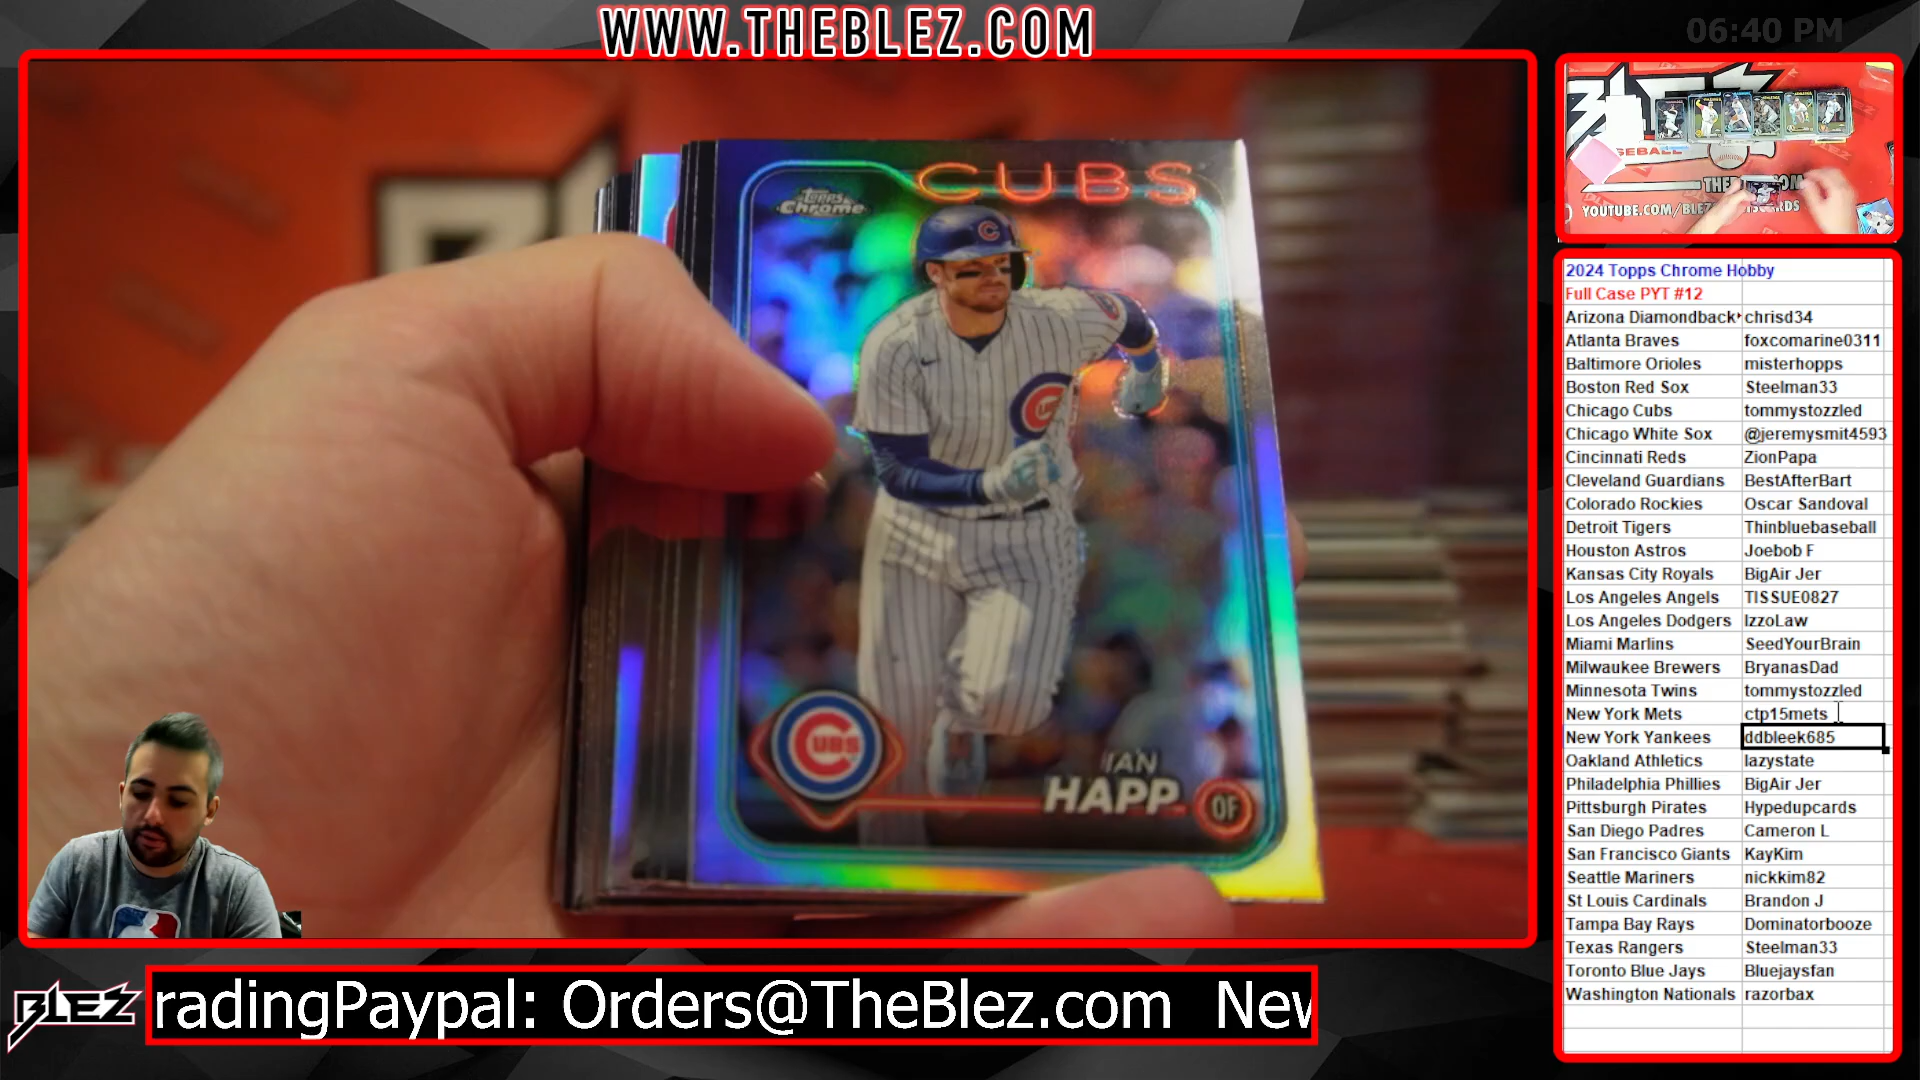 WWW.THEBLEZ.COM
06:40 PM
CUBS
Topps
Chrome
CUBS
IAN
HAPP
OF
YOUTUBE.COM/BLEZ
2024 Topps Chrome Hobby
Full Case PYT #12
Arizona Diamondback chrisd34
Atlanta Braves foxcomarine0311
Baltimore Orioles misterhopps
Boston Red Sox Steelman33
Chicago Cubs tommystozzled
Chicago White Sox @jeremysmit4593
Cincinnati Reds ZionPapa
Cleveland Guardians BestAfterBart
Colorado Rockies Oscar Sandoval
Detroit Tigers Thinbluebaseball
Houston Astros Joebob F
Kansas City Royals BigAir Jer
Los Angeles Angels TISSUE0827
Los Angeles Dodgers IzzoLaw
Miami Marlins SeedYourBrain
Milwaukee Brewers BryanasDad
Minnesota Twins tommystozzled
New York Mets ctp15mets
New York Yankees ddbleek685
Oakland Athletics lazystate
Philadelphia Phillies BigAir Jer
Pittsburgh Pirates Hypedupcards
San Diego Padres Cameron L
San Francisco Giants KayKim
Seattle Mariners nickkim82
St Louis Cardinals Brandon J
Tampa Bay Rays Dominatorbooze
Texas Rangers Steelman33
Toronto Blue Jays Bluejaysfan
Washington Nationals razorbax
BLEZ
radingPaypal: Orders@TheBlez.com New